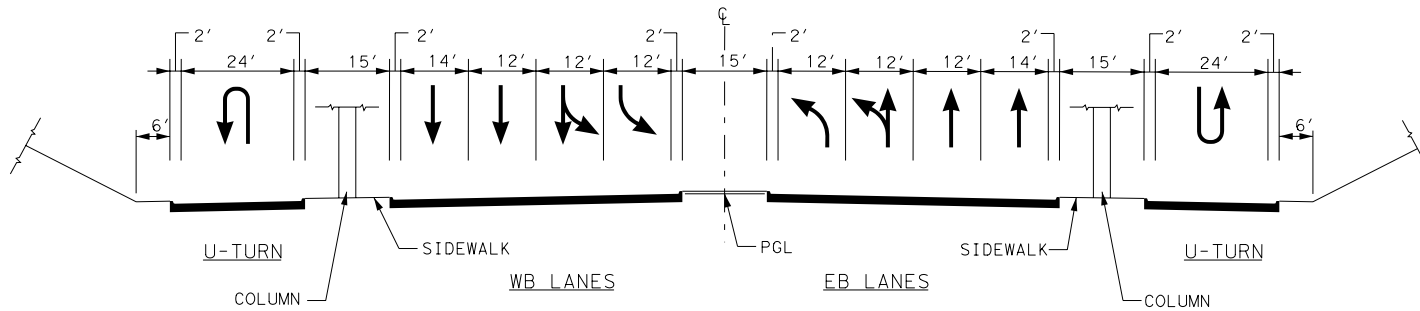 ℄
2' 2' 2' 2' 2' 2' 2' 2'
24' 15' 14' 12' 12' 12' 15' 12' 12' 12' 14' 15' 24'
6' 6'
U-TURN SIDEWALK PGL SIDEWALK U-TURN
WB LANES EB LANES
COLUMN COLUMN